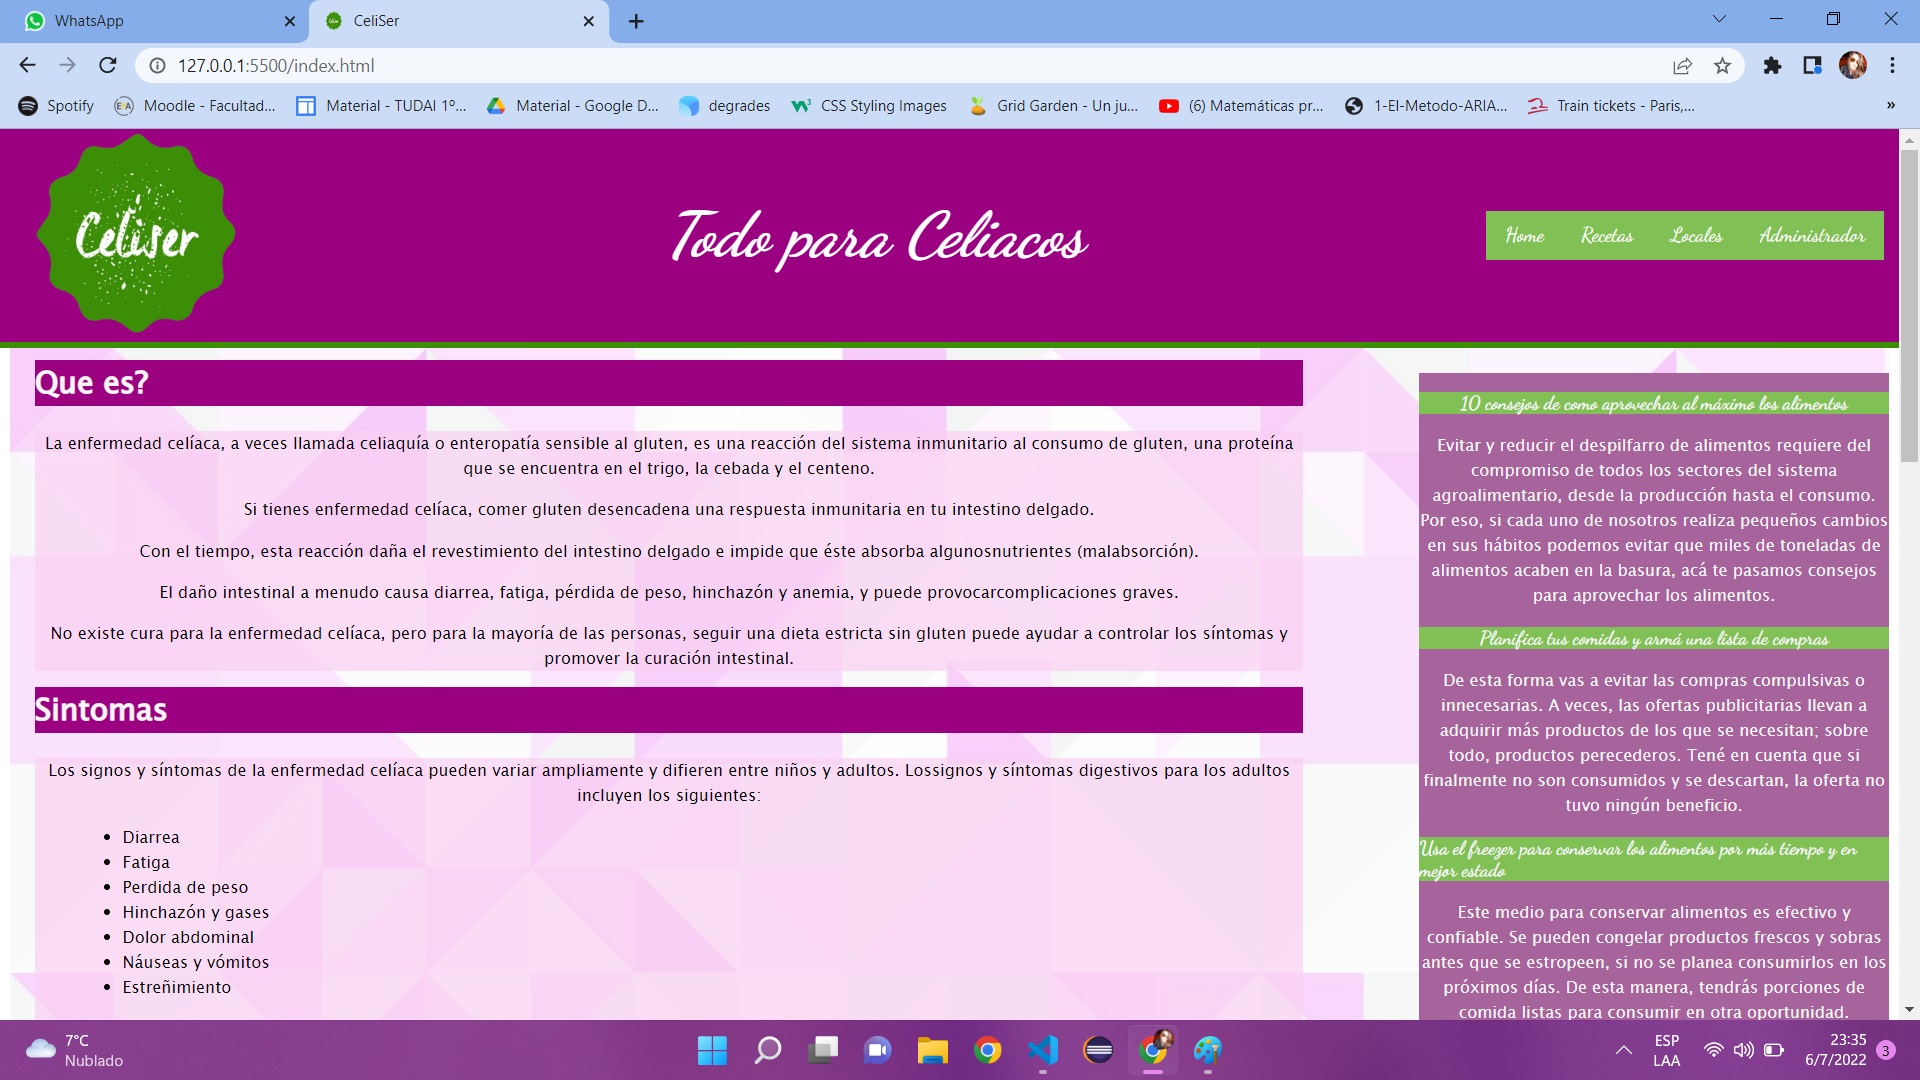 WhatsApp
CeliSer
127.0.0.1:5500/index.html
Spotify
Moodle - Facultad...
Material - TUDAI 1º...
Material - Google D...
degrades
CSS Styling Images
Grid Garden - Un ju...
(6) Matemáticas pr...
1-El-Metodo-ARIA...
Train tickets - Paris,...
»
Celiser
Todo para Celiacos
Home
Recetas
Locales
Administrador
Que es?
La enfermedad celíaca, a veces llamada celiaquía o enteropatía sensible al gluten, es una reacción del sistema inmunitario al consumo de gluten, una proteína
que se encuentra en el trigo, la cebada y el centeno.
Si tienes enfermedad celíaca, comer gluten desencadena una respuesta inmunitaria en tu intestino delgado.
Con el tiempo, esta reacción daña el revestimiento del intestino delgado e impide que éste absorba algunosnutrientes (malabsorción).
El daño intestinal a menudo causa diarrea, fatiga, pérdida de peso, hinchazón y anemia, y puede provocarcomplicaciones graves.
No existe cura para la enfermedad celíaca, pero para la mayoría de las personas, seguir una dieta estricta sin gluten puede ayudar a controlar los síntomas y
promover la curación intestinal.
Sintomas
Los signos y síntomas de la enfermedad celíaca pueden variar ampliamente y difieren entre niños y adultos. Lossignos y síntomas digestivos para los adultos
incluyen los siguientes:
• Diarrea
• Fatiga
• Perdida de peso
• Hinchazón y gases
• Dolor abdominal
• Náuseas y vómitos
• Estreñimiento
10 consejos de como aprovechar al máximo los alimentos
Evitar y reducir el despilfarro de alimentos requiere del
compromiso de todos los sectores del sistema
agroalimentario, desde la producción hasta el consumo.
Por eso, si cada uno de nosotros realiza pequeños cambios
en sus hábitos podemos evitar que miles de toneladas de
alimentos acaben en la basura, acá te pasamos consejos
para aprovechar los alimentos.
Planifica tus comidas y armá una lista de compras
De esta forma vas a evitar las compras compulsivas o
innecesarias. A veces, las ofertas publicitarias llevan a
adquirir más productos de los que se necesitan; sobre
todo, productos perecederos. Tené en cuenta que si
finalmente no son consumidos y se descartan, la oferta no
tuvo ningún beneficio.
Usa el freezer para conservar los alimentos por más tiempo y en
mejor estado
Este medio para conservar alimentos es efectivo y
confiable. Se pueden congelar productos frescos y sobras
antes que se estropeen, si no se planea consumirlos en los
próximos días. De esta manera, tendrás porciones de
comida listas para consumir en otra oportunidad.
7°C
Nublado
ESP
LAA
23:35
6/7/2022
3